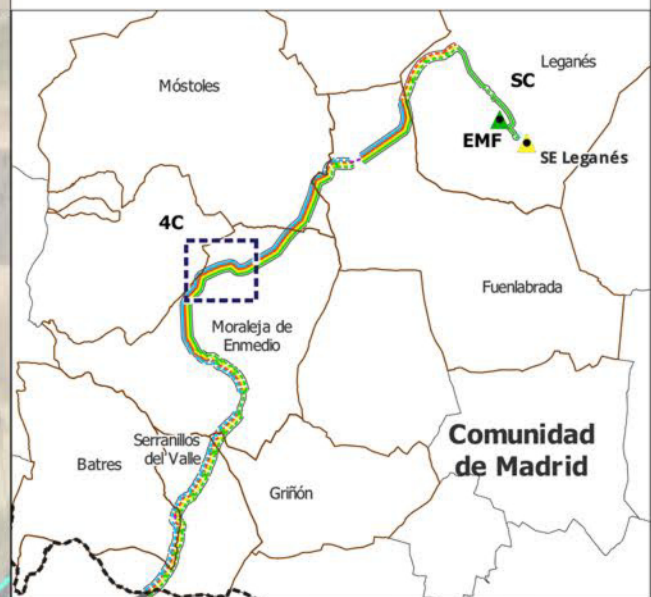 Leganés
SC
Móstoles
EMF
SE Leganés
4C
Fuenlabrada
Moraleja de
Enmedio
Comunidad
de Madrid
Serranillos
del Valle
Batres
Griñón